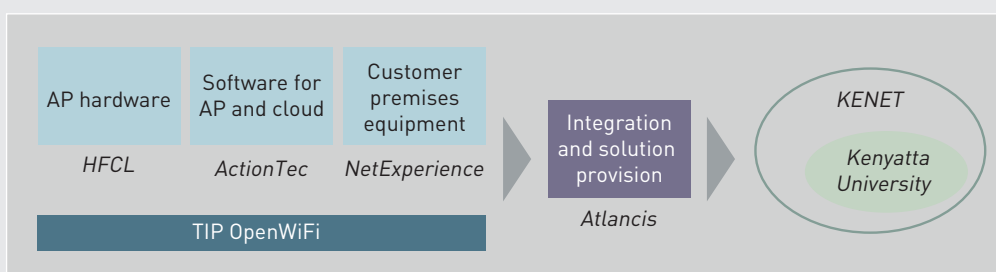 AP hardware
HFCL
Software for
AP and cloud
ActionTec
Customer
premises
equipment
NetExperience
TIP OpenWiFi
Integration
and solution
provision
Atlancis
KENET
Kenyatta
University